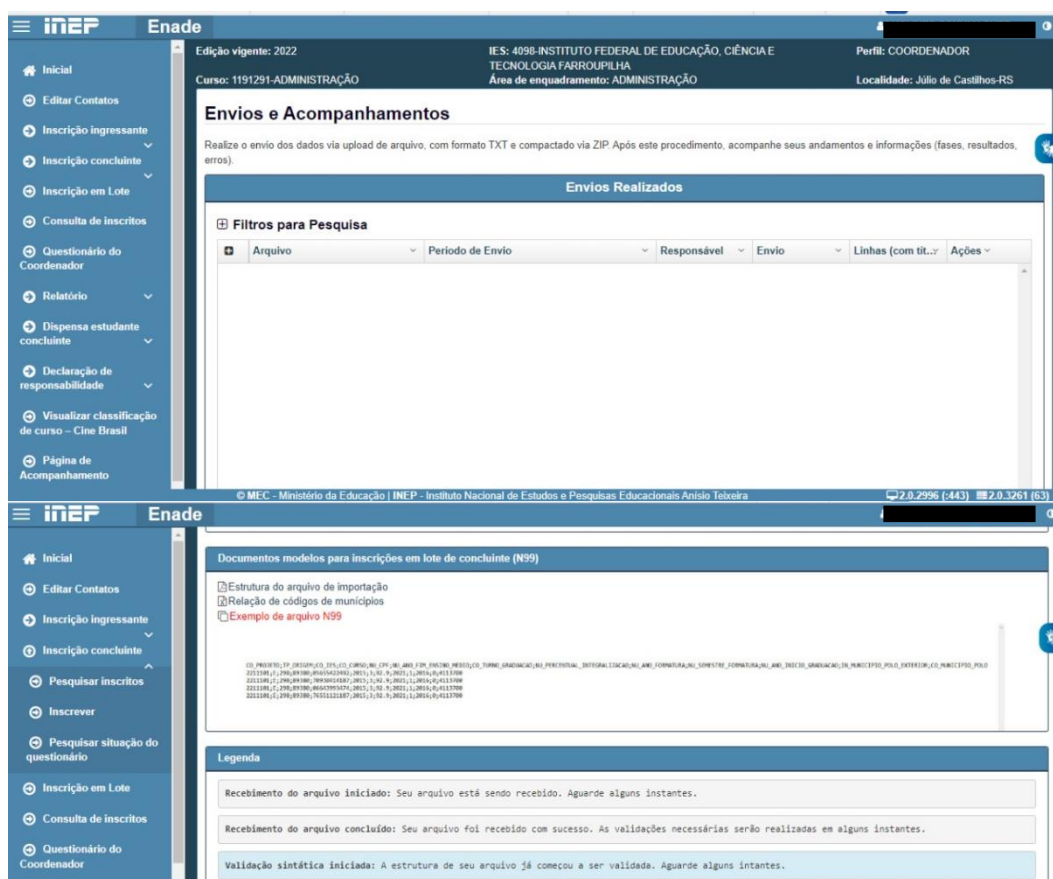 inep Enade
Edição vigente: 2022
IES: 4098-INSTITUTO FEDERAL DE EDUCAÇÃO, CIÊNCIA E
TECNOLOGIA FARROUPILHA
Perfil: COORDENADOR
Curso: 1191291-ADMINISTRAÇÃO
Área de enquadramento: ADMINISTRAÇÃO
Localidade: Júlio de Castilhos-RS
Inicial
Editar Contatos
Inscrição ingressante
Inscrição concluinte
Inscrição em Lote
Consulta de inscritos
Questionário do
Coordenador
Relatório
Dispensa estudante
concluinte
Declaração de
responsabilidade
Visualizar classificação
de curso – Cine Brasil
Página de
Acompanhamento
Envios e Acompanhamentos
Realize o envio dos dados via upload de arquivo, com formato TXT e compactado via ZIP. Após este procedimento, acompanhe seus andamentos e informações (fases, resultados,
erros).
Envios Realizados
Filtros para Pesquisa
Arquivo Periodo de Envio Responsável Envio Linhas (com tit... Ações
© MEC - Ministério da Educação | INEP - Instituto Nacional de Estudos e Pesquisas Educacionais Anísio Teixeira
2.0.2996 (:443) 2.0.3261 (63)
inep Enade
Inicial
Editar Contatos
Inscrição ingressante
Inscrição concluinte
Pesquisar inscritos
Inscrever
Pesquisar situação do
questionário
Inscrição em Lote
Consulta de inscritos
Questionário do
Coordenador
Documentos modelos para inscrições em lote de concluinte (N99)
Estrutura do arquivo de importação
Relação de códigos de munícipios
Exemplo de arquivo N99
Legenda
Recebimento do arquivo iniciado: Seu arquivo está sendo recebido. Aguarde alguns instantes.
Recebimento do arquivo concluído: Seu arquivo foi recebido com sucesso. As validações necessárias serão realizadas em alguns instantes.
Validação sintática iniciada: A estrutura de seu arquivo já começou a ser validada. Aguarde alguns intantes.